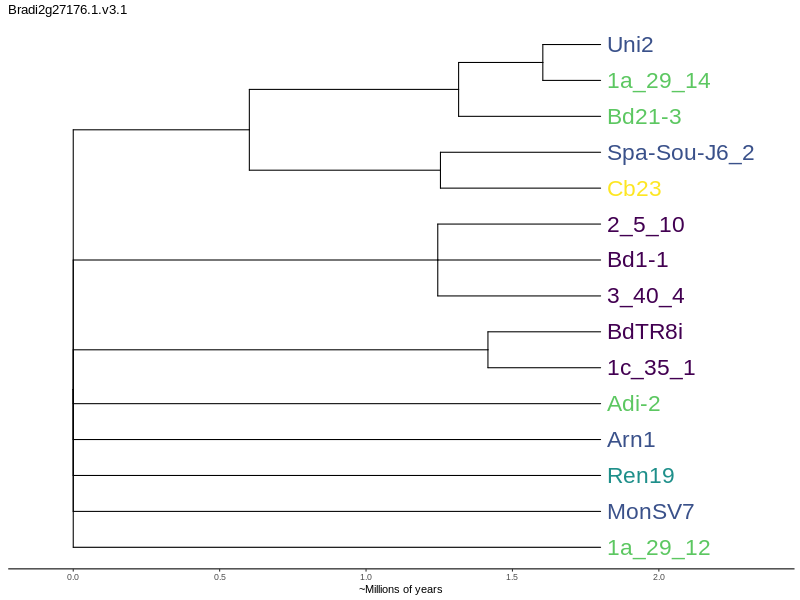 Bradi2g27176.1.v3.1
Uni2
1a_29_14
Bd21-3
Spa-Sou-J6_2
Cb23
2_5_10
Bd1-1
3_40_4
BdTR8i
1c_35_1
Adi-2
Arn1
Ren19
MonSV7
1a_29_12
0.0 0.5 1.0 1.5 2.0
~Millions of years